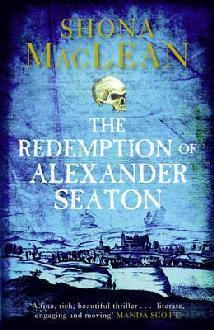 SHONA
MACLEAN
THE
REDEMPTION OF
ALEXANDER
SEATON
'A fine, rich, beautiful thriller . . . literate,
engaging and moving' MANDA SCOTT